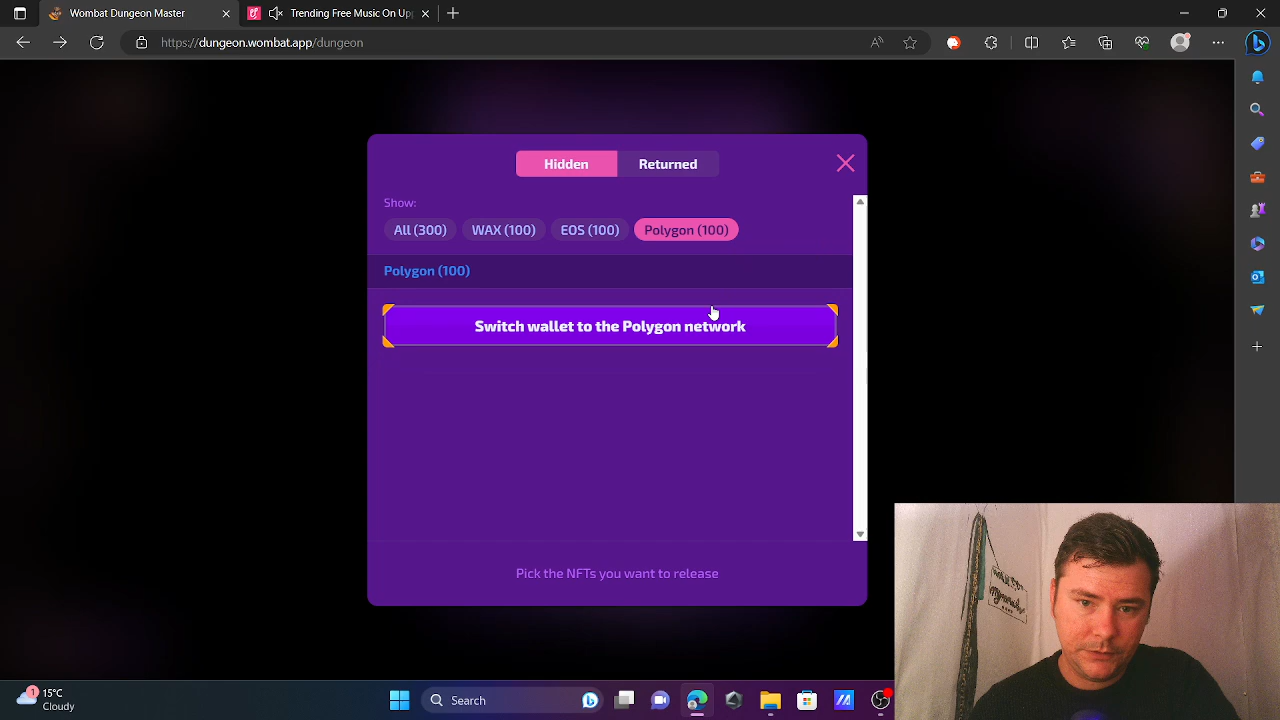 Wombat Dungeon Master
Trending Free Music On Up
https://dungeon.wombat.app/dungeon
Hidden
Returned
Show:
All (300)
WAX (100)
EOS (100)
Polygon (100)
Polygon (100)
Switch wallet to the Polygon network
Pick the NFTs you want to release
1
15°C
Cloudy
Search